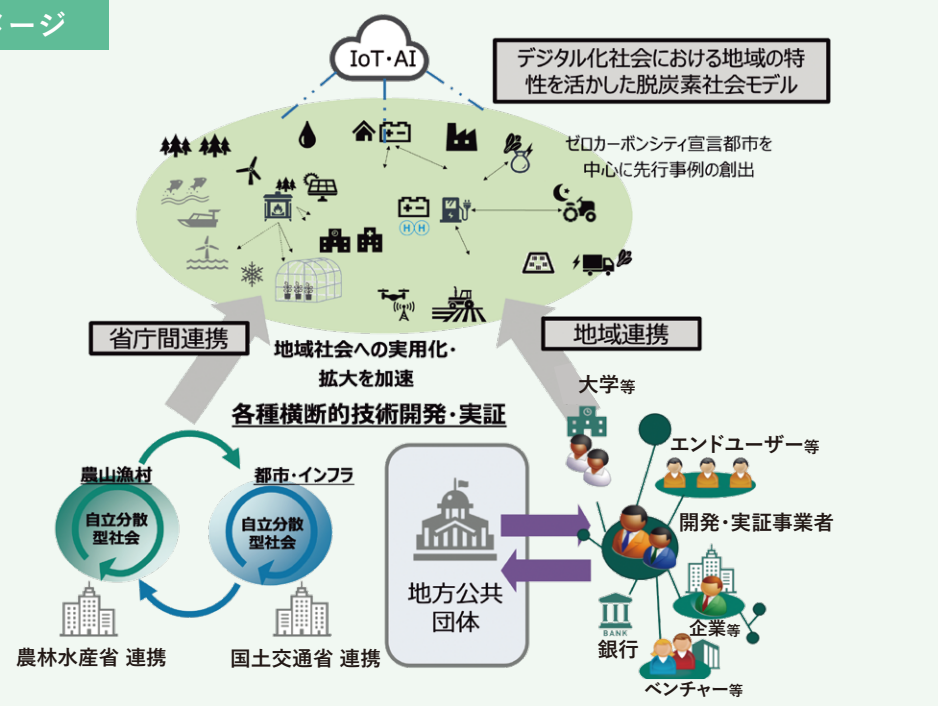 ージ
IoT・AI
デジタル化社会における地域の特
性を活かした脱炭素社会モデル
ゼロカーボンシティ宣言都市を
中心に先行事例の創出
H H
省庁間連携
地域連携
地域社会への実用化・
拡大を加速
各種横断的技術開発・実証
大学等
エンドユーザー等
開発・実証事業者
農山漁村
自立分散
型社会
都市・インフラ
自立分散
型社会
地方公共
団体
企業等
BANK
銀行
ベンチャー等
農林水産省 連携
国土交通省 連携